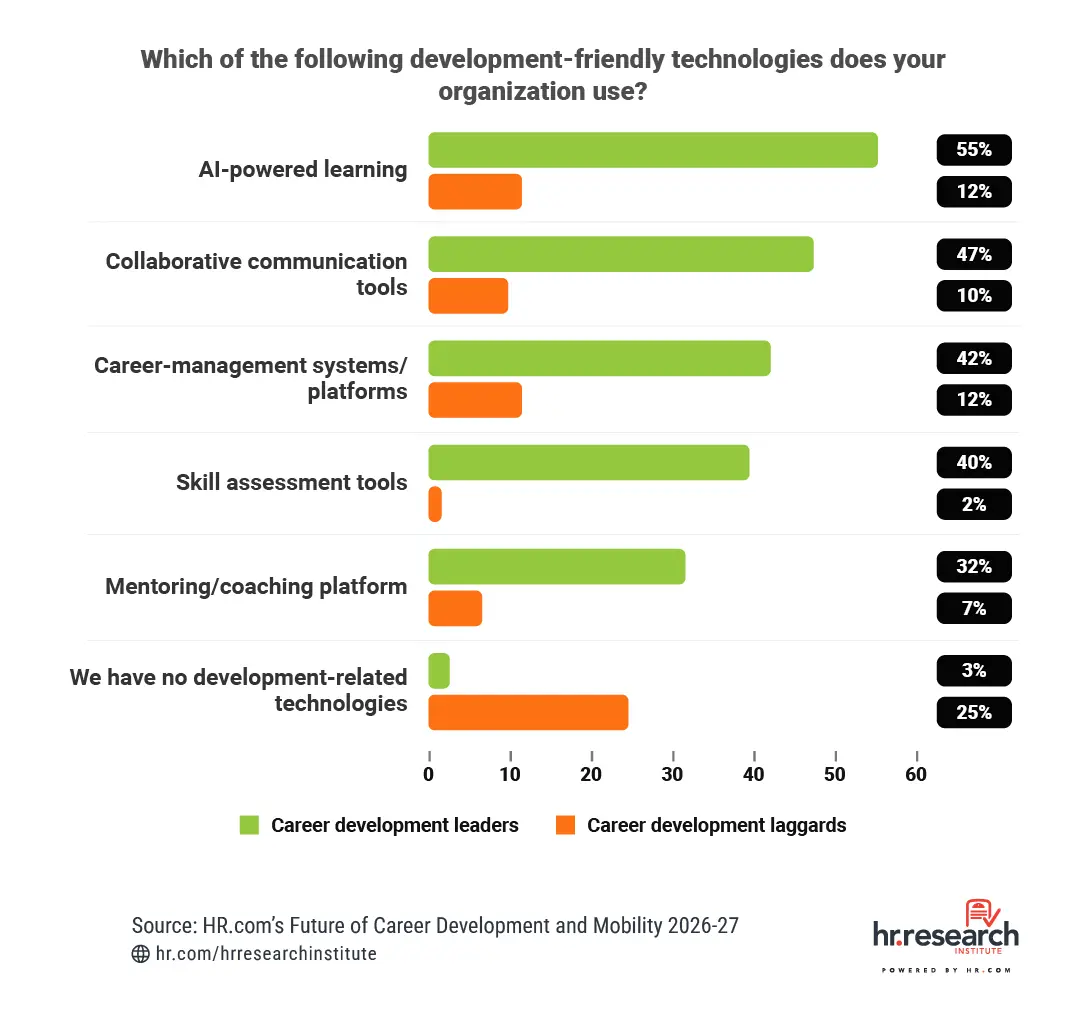 Which of the following development-friendly technologies does your
organization use?
AI-powered learning
55%
12%
Collaborative communication
tools
47%
10%
Career-management systems/
platforms
42%
12%
Skill assessment tools
40%
2%
Mentoring/coaching platform
32%
7%
We have no development-related
technologies
3%
25%
0 10 20 30 40 50 60
Career development leaders Career development laggards
Source: HR.com’s Future of Career Development and Mobility 2026-27
hr.com/hrresearchinstitute
hr.research
INSTITUTE
POWERED BY HR.COM